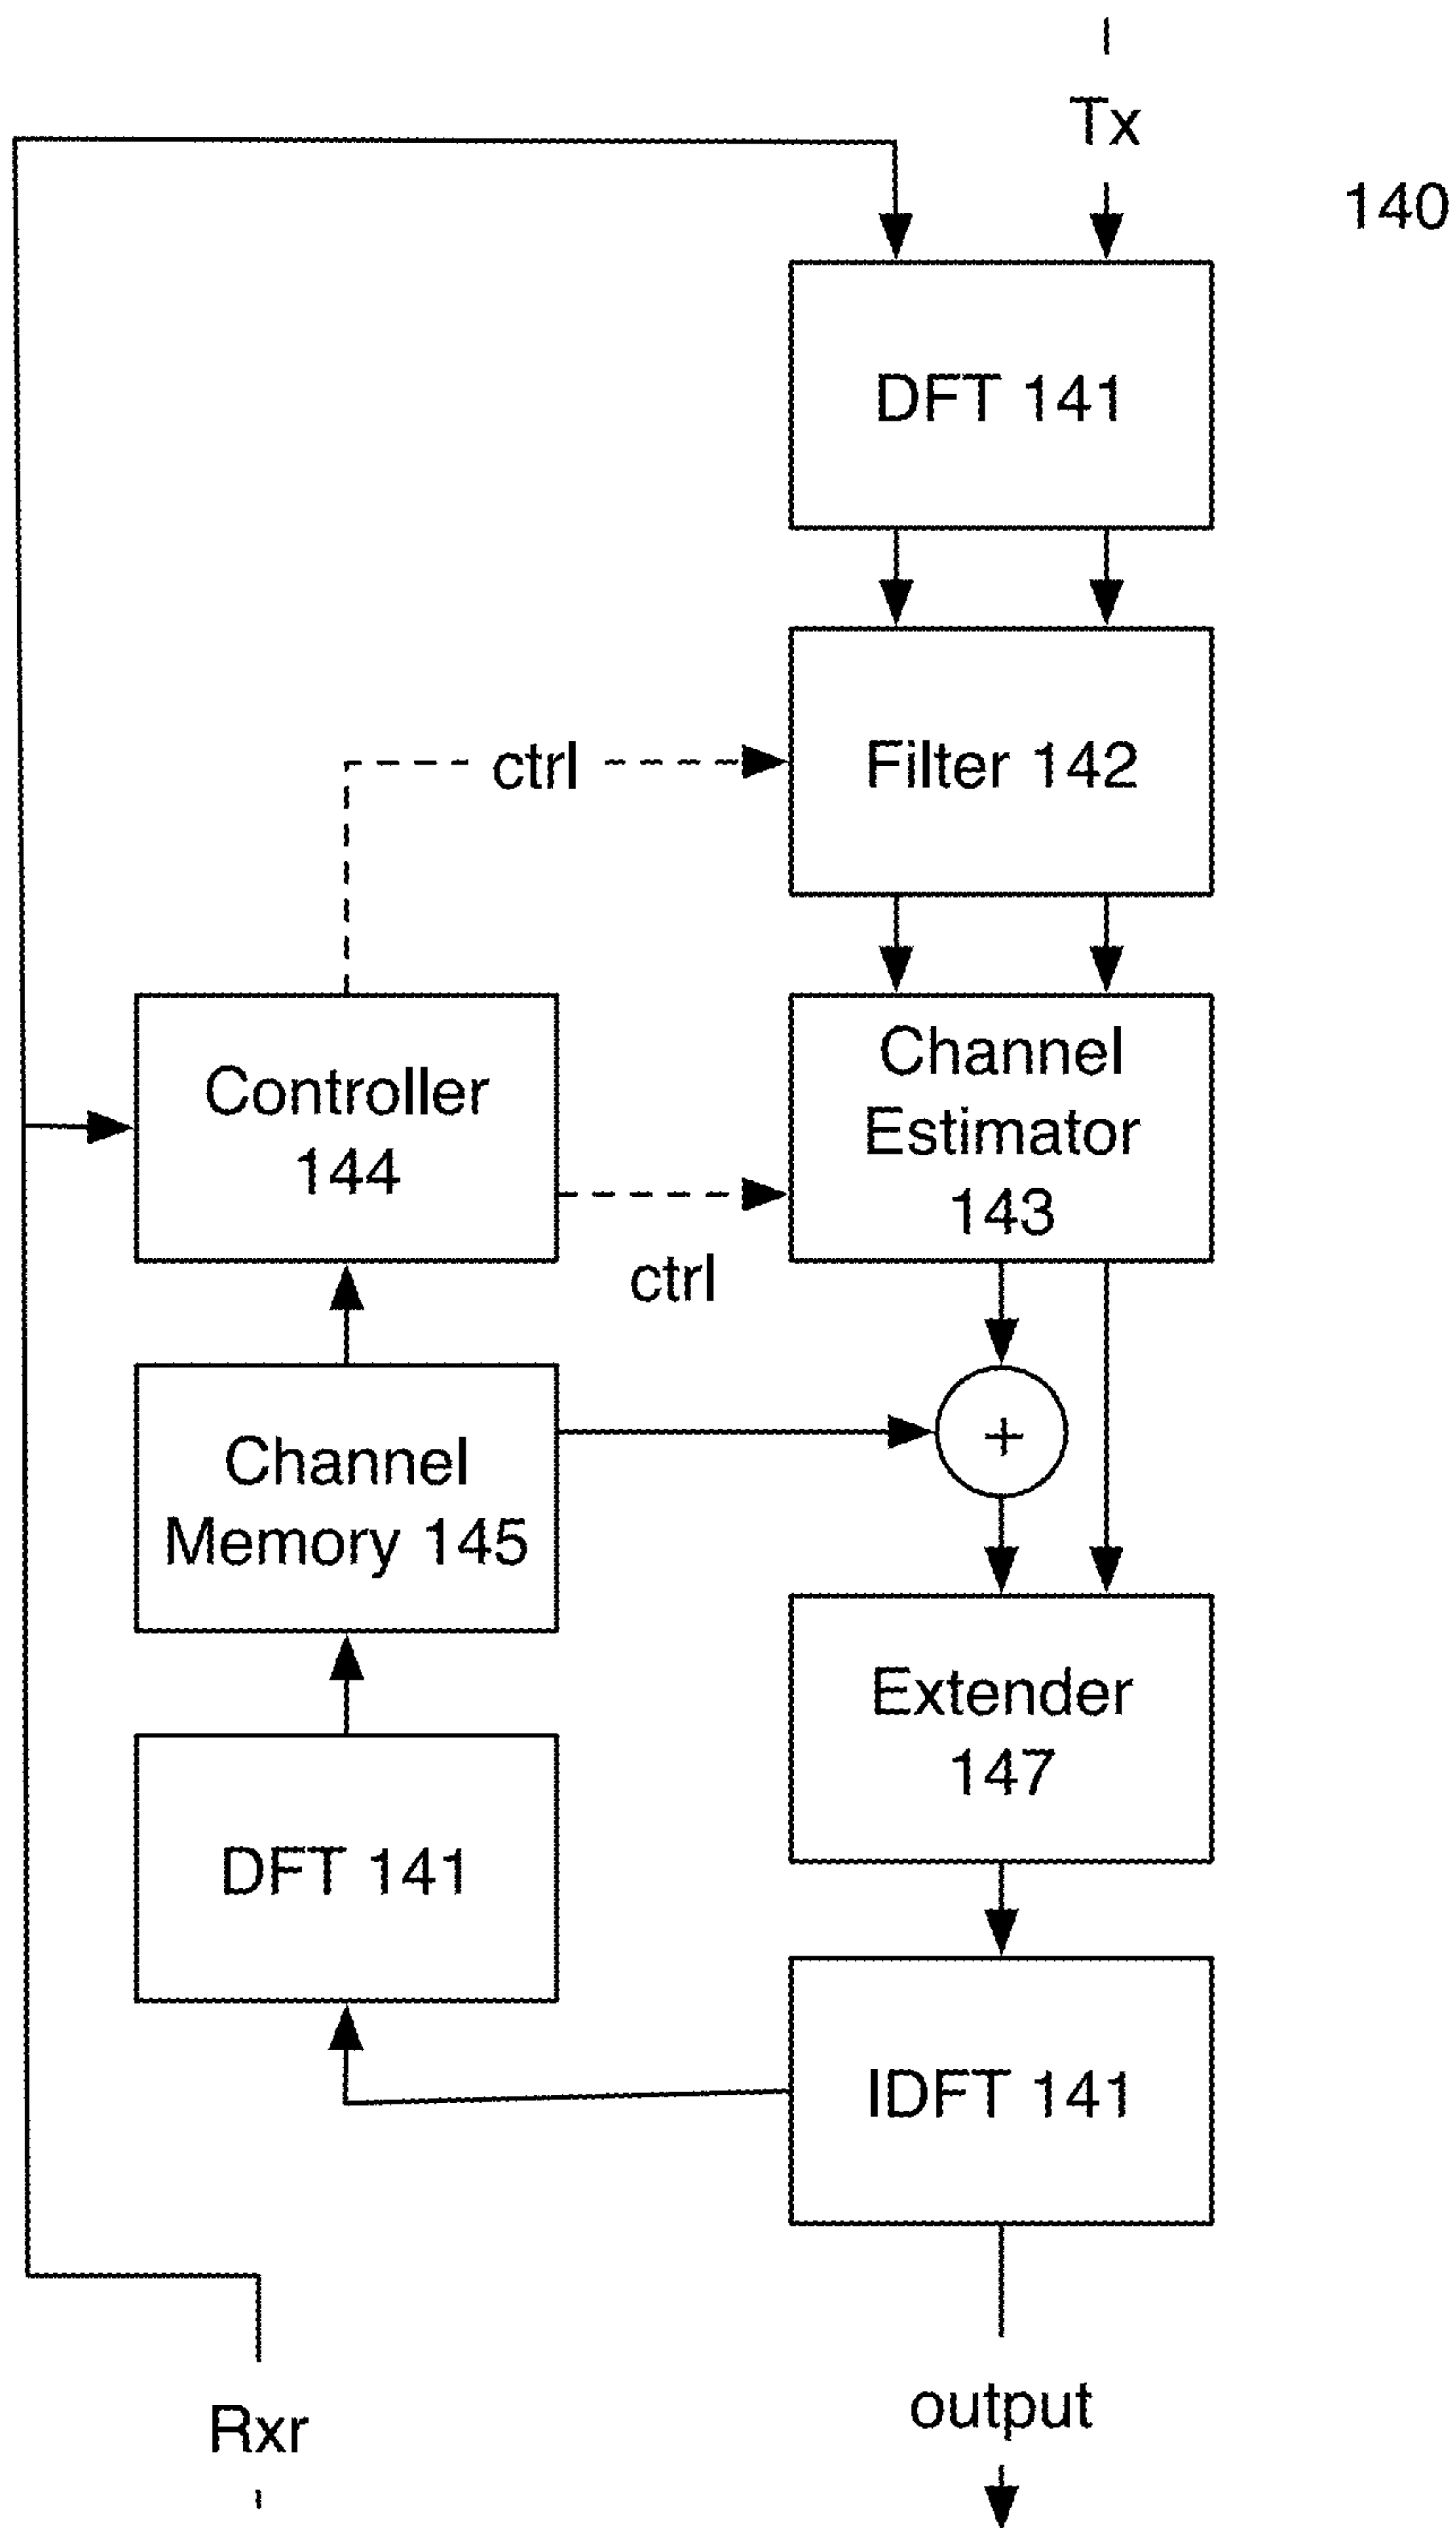 Tx
140
DFT 141
ctrl
Filter 142
Controller
144
Channel
Estimator
143
ctrl
+
Channel
Memory 145
Extender
147
DFT 141
IDFT 141
Rxr
output